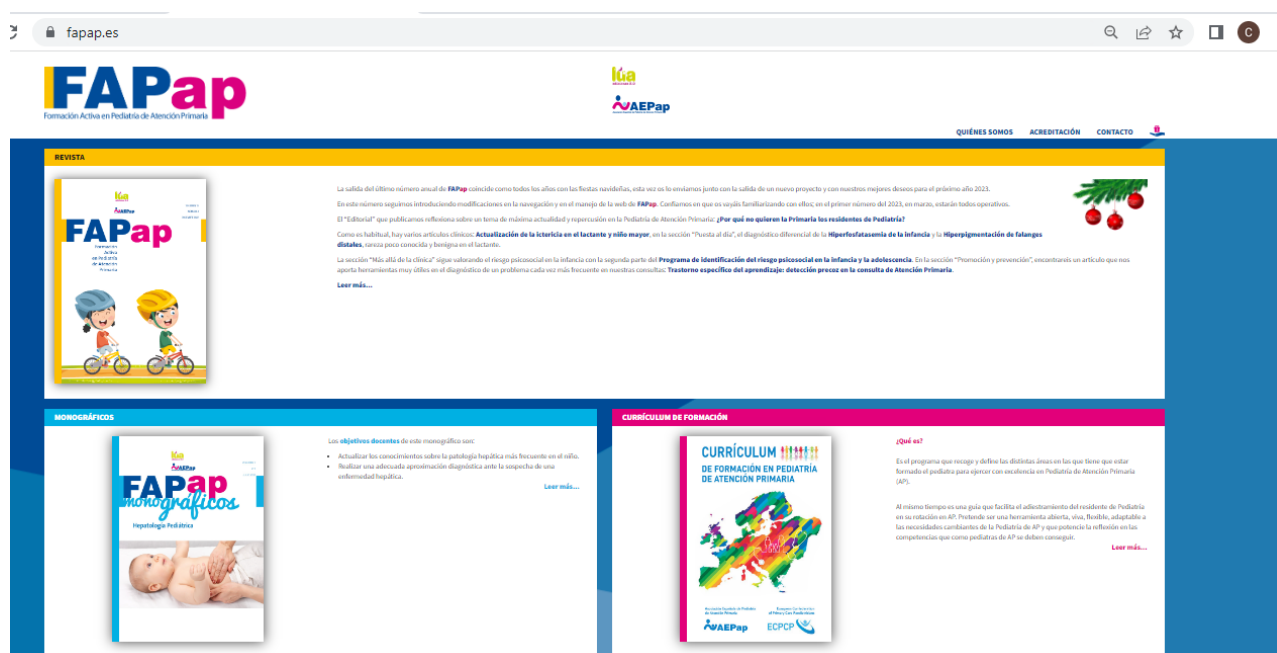 fapap.es
C
FAPap
Formación Activa en Pediatría de Atención Primaria
lúa
AEPap
QUIÉNES SOMOS ACREDITACIÓN CONTACTO
REVISTA
lúa
AEPap
FAPap
Formación
Activa
en Pediatría
de Atención
Primaria
La salida del último número anual de FAPap coincide como todos los años con las fiestas navideñas, esta vez os lo enviamos junto con la salida de un nuevo proyecto y con nuestros mejores deseos para el próximo año 2023.
En este número seguimos introduciendo modificaciones en la navegación y en el manejo de la web de FAPap. Confiamos en que os vayáis familiarizando con ellos; en el primer número del 2023, en marzo, estarán todos operativos.
El "Editorial" que publicamos reflexiona sobre un tema de máxima actualidad y repercusión en la Pediatría de Atención Primaria: ¿Por qué no quieren la Primaria los residentes de Pediatría?
Como es habitual, hay varios artículos clínicos: Actualización de la ictericia en el lactante y niño mayor, en la sección "Puesta al día", el diagnóstico diferencial de la Hiperfosfatasemia de la infancia y la Hiperpigmentación de falanges
distales, rareza poco conocida y benigna en el lactante.
La sección "Más allá de la clínica" sigue valorando el riesgo psicosocial en la infancia con la segunda parte del Programa de identificación del riesgo psicosocial en la infancia y la adolescencia. En la sección "Promoción y prevención", encontrareis un artículo que nos
aporta herramientas muy útiles en el diagnóstico de un problema cada vez más frecuente en nuestras consultas: Trastorno específico del aprendizaje: detección precoz en la consulta de Atención Primaria.
Leer más...
MONOGRÁFICOS
lúa
AEPap
FAPap
monográficos
Hepatología Pediátrica
Los objetivos docentes de este monográfico son:
• Actualizar los conocimientos sobre la patología hepática más frecuente en el niño.
• Realizar una adecuada aproximación diagnóstica ante la sospecha de una
enfermedad hepática.
Leer más...
CURRÍCULUM DE FORMACIÓN
CURRÍCULUM
DE FORMACIÓN EN PEDIATRÍA
DE ATENCIÓN PRIMARIA
AEPap ECPCP
¿Qué es?
Es el programa que recoge y define las distintas áreas en las que tiene que estar
formado el pediatra para ejercer con excelencia en Pediatría de Atención Primaria
(AP).
Al mismo tiempo es una guía que facilita el adiestramiento del residente de Pediatría
en su rotación en AP. Pretende ser una herramienta abierta, viva, flexible, adaptable a
las necesidades cambiantes de la Pediatría de AP y que potencie la reflexión en las
competencias que como pediatras de AP se deben conseguir.
Leer más...